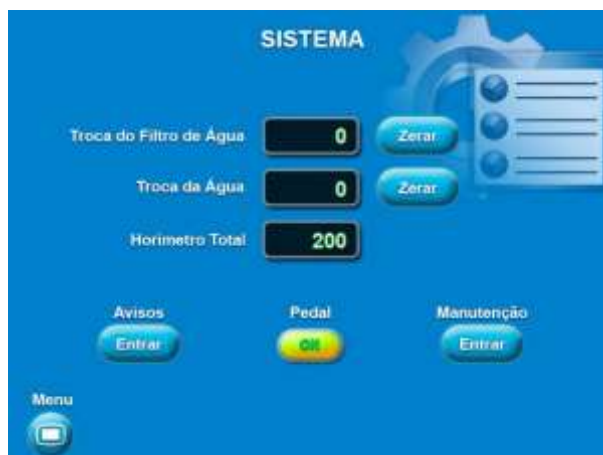 SISTEMA
Troca do Filtro de Água 0 Zerar
Troca da Água 0 Zerar
Horimetro Total 200
Avisos Pedal Manutenção
Entrar Entrar
Menu